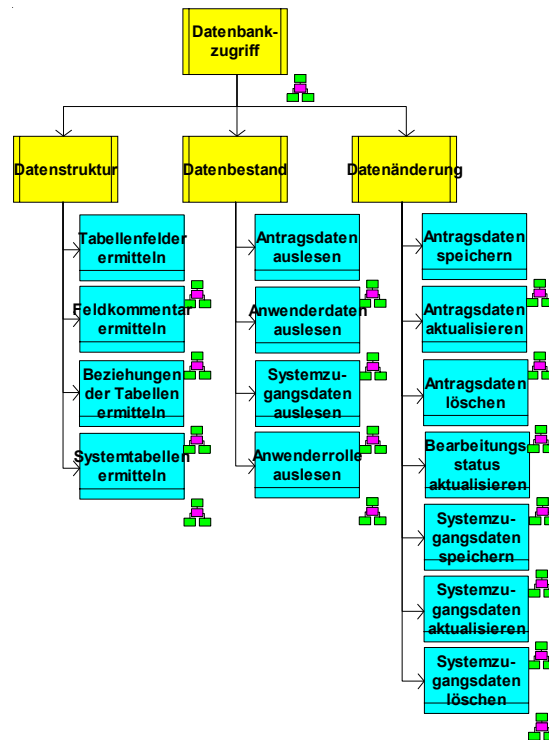 Datenbank-
zugriff
Datenstruktur
Datenbestand
Datenänderung
Tabellenfelder
ermitteln
Feldkommentar
ermitteln
Beziehungen
der Tabellen
ermitteln
Systemtabellen
ermitteln
Antragsdaten
auslesen
Anwenderdaten
auslesen
Systemzu-
gangsdaten
auslesen
Anwenderrolle
auslesen
Antragsdaten
speichern
Antragsdaten
aktualisieren
Antragsdaten
löschen
Bearbeitungs
status
aktualisieren
Systemzu-
gangsdaten
speichern
Systemzu-
gangsdaten
aktualisieren
Systemzu-
gangsdaten
löschen